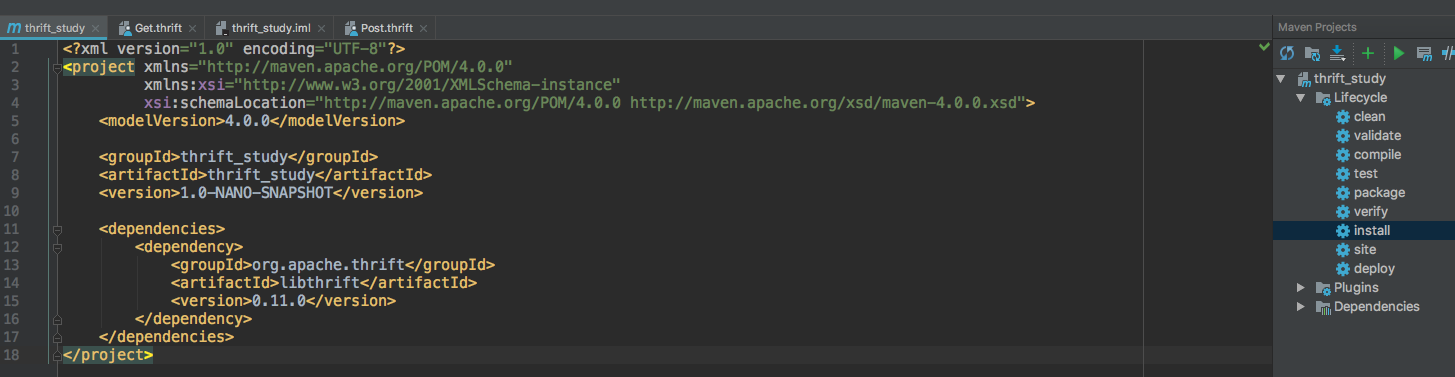 thrift_study
Get.thrift
thrift_study.iml
Post.thrift
1 <?xml version="1.0" encoding="UTF-8"?>
2 <project xmlns="http://maven.apache.org/POM/4.0.0"
3 xmlns:xsi="http://www.w3.org/2001/XMLSchema-instance"
4 xsi:schemaLocation="http://maven.apache.org/POM/4.0.0 http://maven.apache.org/xsd/maven-4.0.0.xsd">
5 <modelVersion>4.0.0</modelVersion>
6
7 <groupId>thrift_study</groupId>
8 <artifactId>thrift_study</artifactId>
9 <version>1.0-NANO-SNAPSHOT</version>
10
11 <dependencies>
12 <dependency>
13 <groupId>org.apache.thrift</groupId>
14 <artifactId>libthrift</artifactId>
15 <version>0.11.0</version>
16 </dependency>
17 </dependencies>
18 </project>
Maven Projects
thrift_study
Lifecycle
clean
validate
compile
test
package
verify
install
site
deploy
Plugins
Dependencies